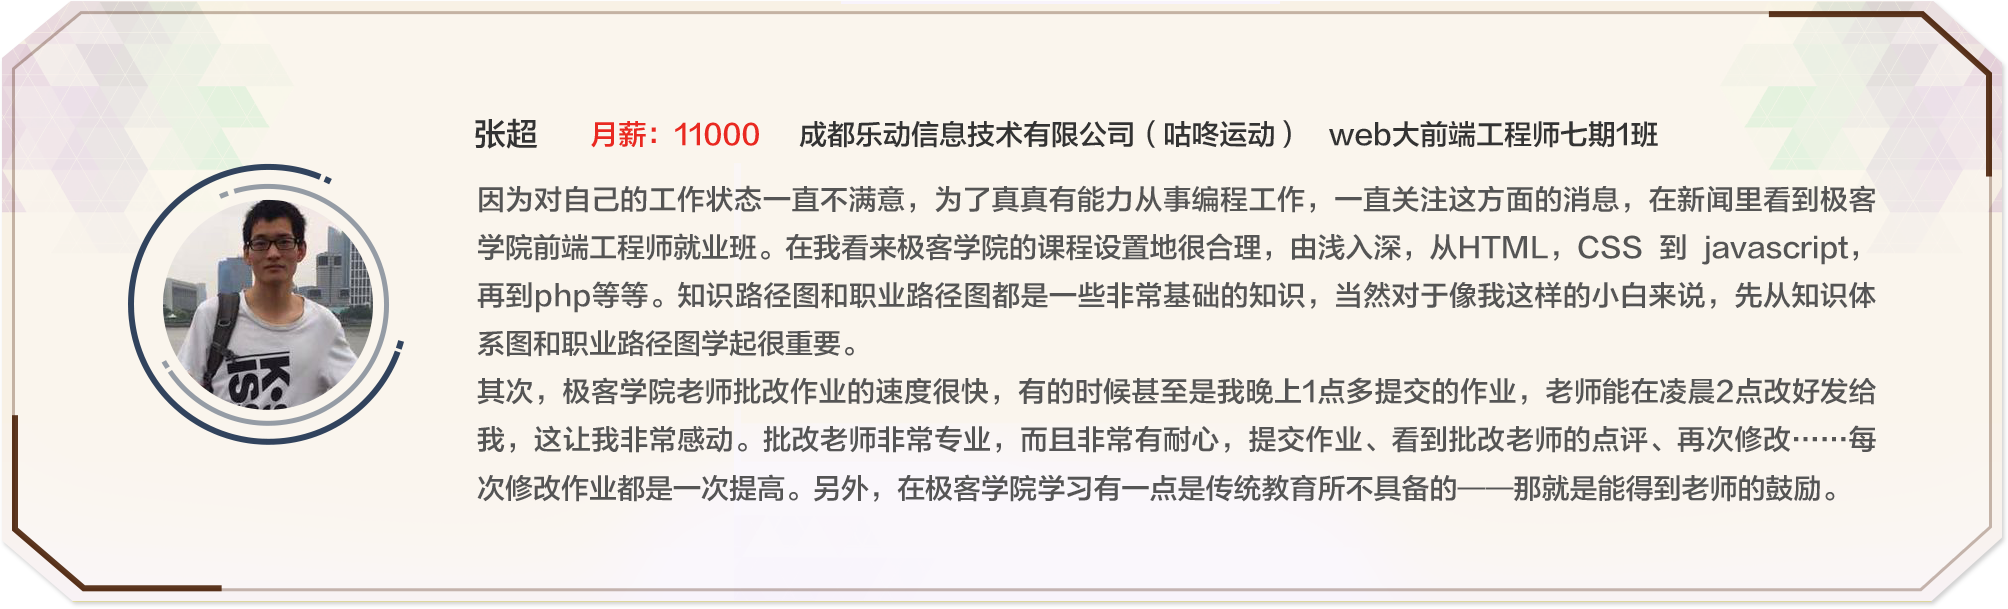 张超 月薪：11000 成都乐动信息技术有限公司（咕咚运动） web大前端工程师七期1班
因为对自己的工作状态一直不满意，为了真真有能力从事编程工作，一直关注这方面的消息，在新闻里看到极客
学院前端工程师就业班。在我看来极客学院的课程设置地很合理，由浅入深，从HTML，CSS 到 javascript，
再到php等等。知识路径图和职业路径图都是一些非常基础的知识，当然对于像我这样的小白来说，先从知识体
系图和职业路径图学起很重要。
其次，极客学院老师批改作业的速度很快，有的时候甚至是我晚上1点多提交的作业，老师能在凌晨2点改好发给
我，这让我非常感动。批改老师非常专业，而且非常有耐心，提交作业、看到批改老师的点评、再次修改……每
次修改作业都是一次提高。另外，在极客学院学习有一点是传统教育所不具备的——那就是能得到老师的鼓励。